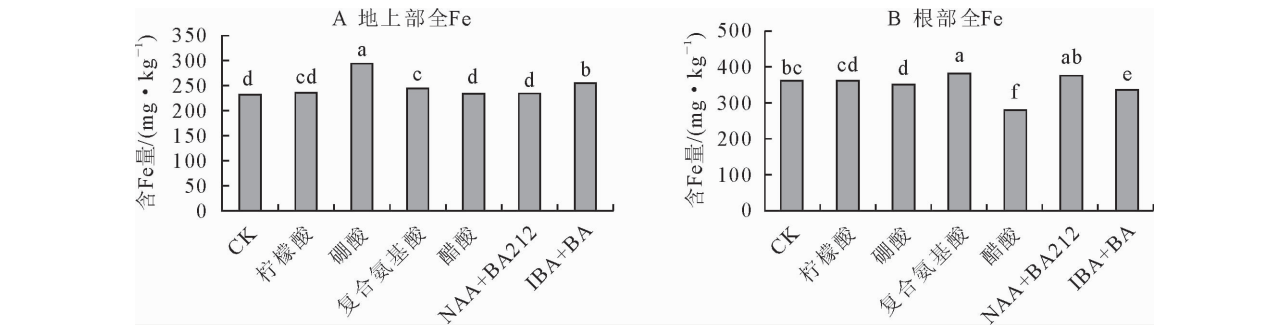 A 地上部全Fe
含Fe量/(mg·kg⁻¹)
350
300
250
200
150
100
50
0
d
cd
a
c
d
d
b
CK
柠檬酸
硼酸
复合氨基酸
醋酸
NAA+BA212
IBA+BA
B 根部全Fe
含Fe量/(mg·kg⁻¹)
500
400
300
200
100
0
bc
cd
d
a
f
ab
e
CK
柠檬酸
硼酸
复合氨基酸
醋酸
NAA+BA212
IBA+BA